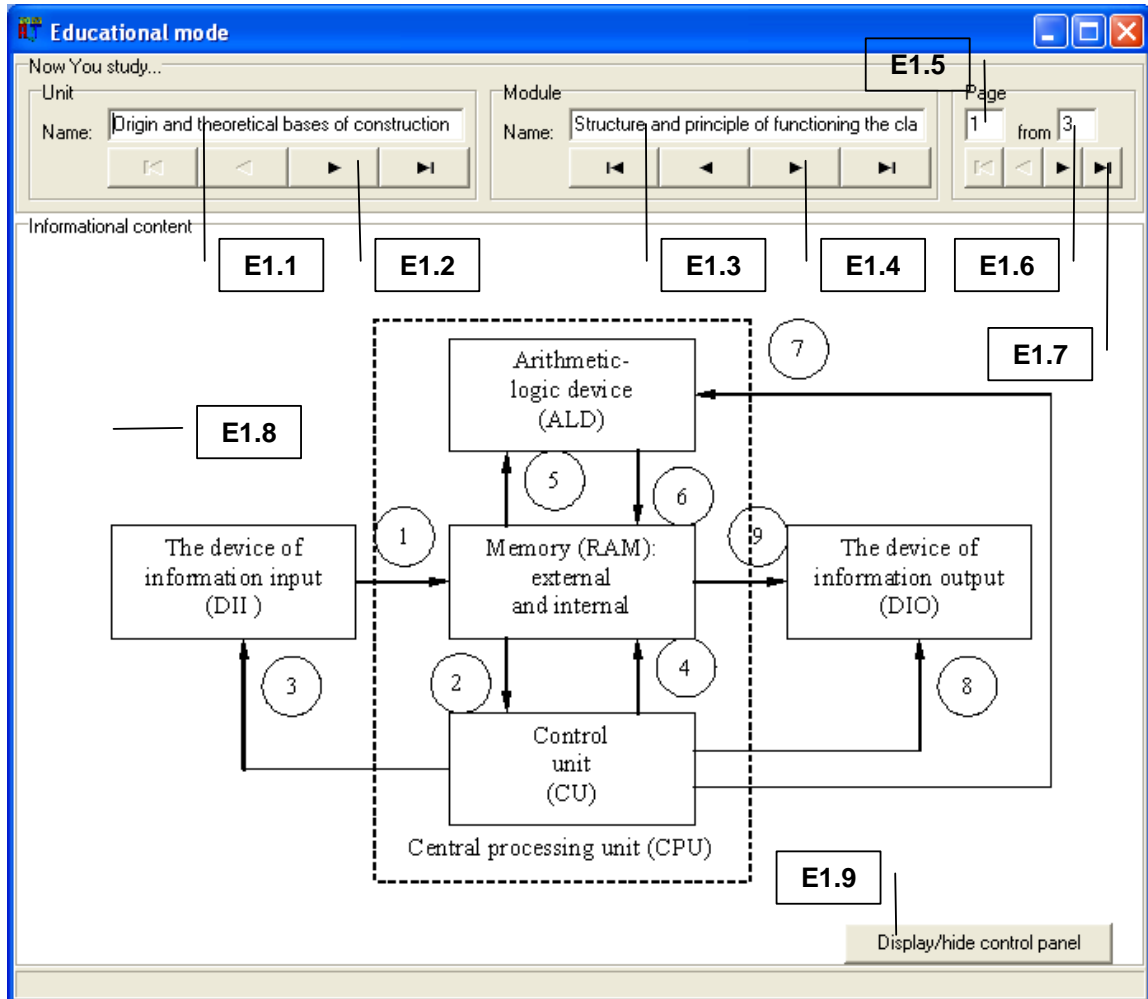 Educational mode
Now You study...
E1.5
Unit
Module
Page
Name:
Origin and theoretical bases of construction
Name:
Structure and principle of functioning the cla
1
from
3
Informational content
E1.1
E1.2
E1.3
E1.4
E1.6
E1.7
E1.8
7
Arithmetic-
logic device
(ALD)
5
6
1
9
The device of
information input
(DII )
Memory (RAM):
external
and internal
The device of
information output
(DIO)
3
2
4
8
Control
unit
(CU)
Central processing unit (CPU)
E1.9
Display/hide control panel